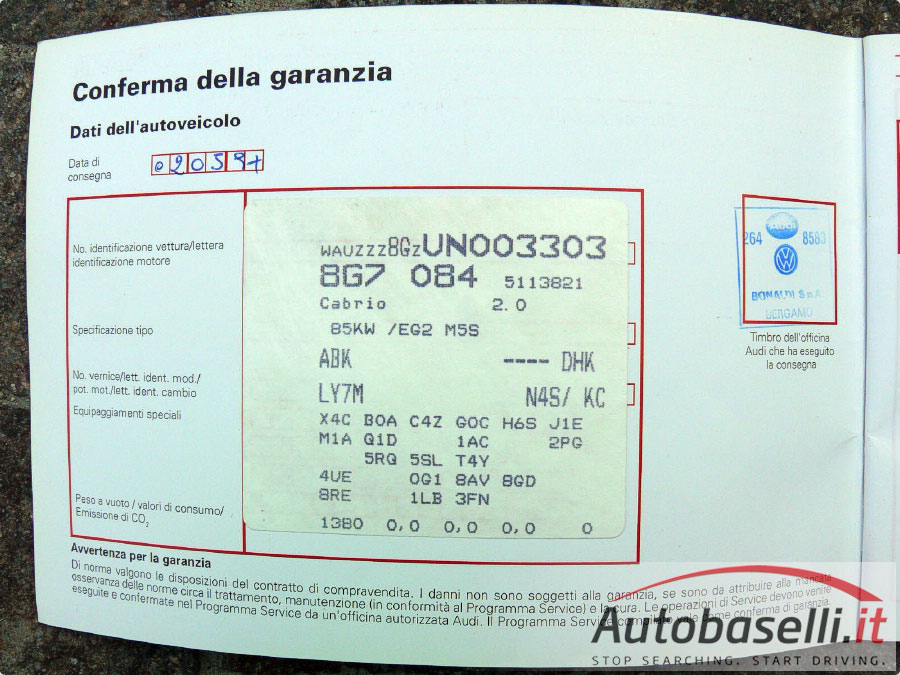 Conferma della garanzia
Dati dell'autoveicolo
Data di
consegna
020597
No. identificazione vettura/lettera
identificazione motore
WAUZZZ8GZUN003303
8G7 084 5113821
Cabrio 2.0
Specificazione tipo
85KW /EG2 M5S
ABK ---- DHK
No. vernice/lett. ident. mod./
pot. mot./lett. ident. cambio
LY7M N4S/ KC
Equipaggiamenti speciali
X4C B0A C4Z G0C H6S J1E
M1A Q1D 1AC 2PG
5RQ 5SL T4Y
4UE 0G1 8AV 8GD
8RE 1LB 3FN
Peso a vuoto / valori di consumo/
Emissione di CO2
1380 0,0 0,0 0,0 0
Audi
264 8583
BONALDI S.p.A.
BERGAMO
Timbro dell'officina
Audi che ha eseguito
la consegna
Avvertenza per la garanzia
Di norma valgono le disposizioni del contratto di compravendita. I danni non sono soggetti alla garanzia, se sono da attribuire alla mancata
osservanza delle norme circa il trattamento, manutenzione (in conformità al Programma Service) e la cura. Le operazioni di Service devono venire
eseguite e confermate nel Programma Service da un'officina autorizzata Audi. Il Programma Service compilato vale come conferma di garanzia.
Autobaselli.it
STOP SEARCHING. START DRIVING.